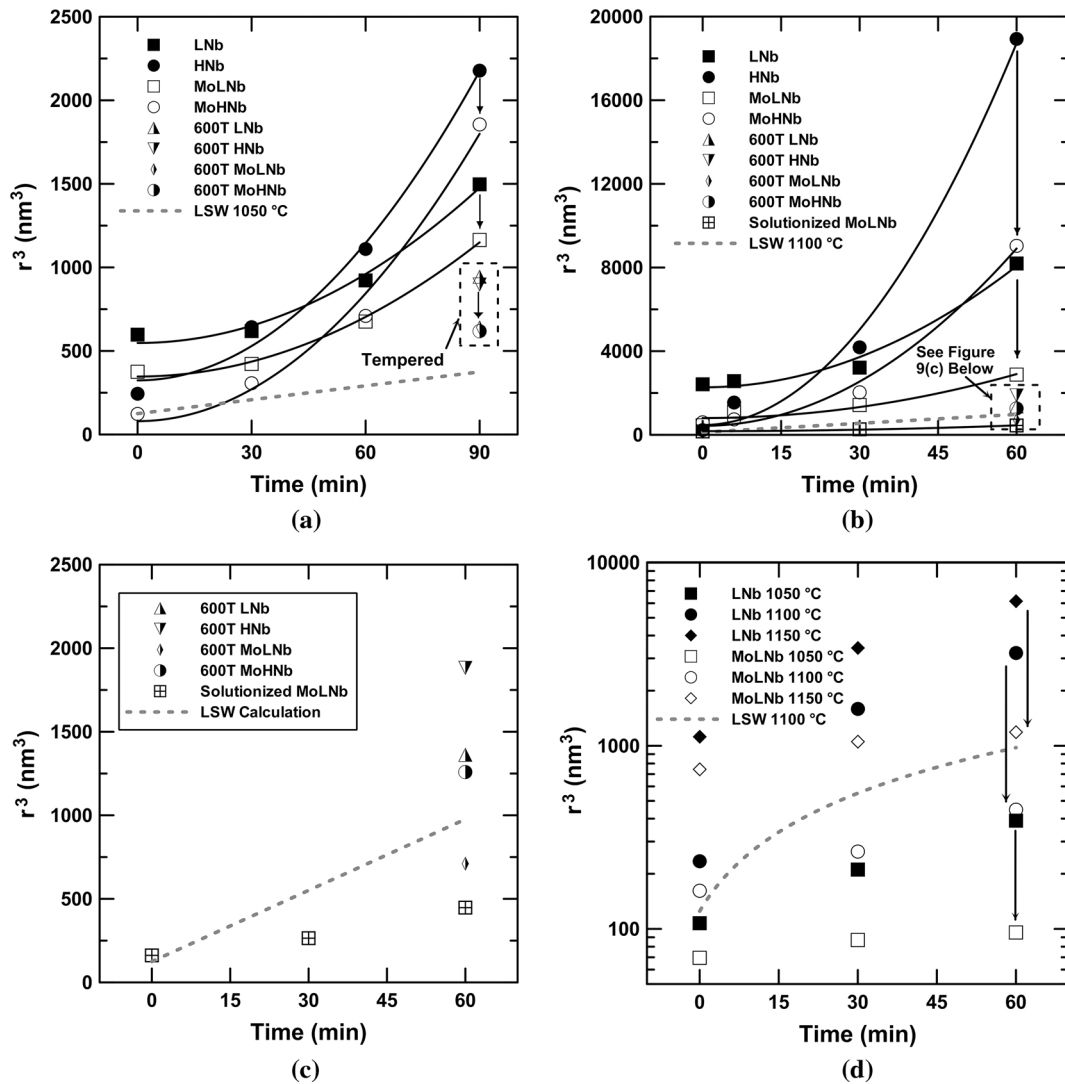 2500
2000
1500
1000
500
0
r³ (nm³)
LNb
HNb
MoLNb
MoHNb
600T LNb
600T HNb
600T MoLNb
600T MoHNb
LSW 1050 °C
Tempered
0 15 30 45 60 75 90
Time (min)
(a)
20000
16000
12000
8000
4000
0
r³ (nm³)
LNb
HNb
MoLNb
MoHNb
600T LNb
600T HNb
600T MoLNb
600T MoHNb
Solutionized MoLNb
LSW 1100 °C
See Figure
9(c) Below
0 15 30 45 60
Time (min)
(b)
2500
2000
1500
1000
500
0
r³ (nm³)
600T LNb
600T HNb
600T MoLNb
600T MoHNb
Solutionized MoLNb
LSW Calculation
0 15 30 45 60
Time (min)
(c)
10000
1000
100
r³ (nm³)
LNb 1050 °C
LNb 1100 °C
LNb 1150 °C
MoLNb 1050 °C
MoLNb 1100 °C
MoLNb 1150 °C
LSW 1100 °C
0 15 30 45 60
Time (min)
(d)